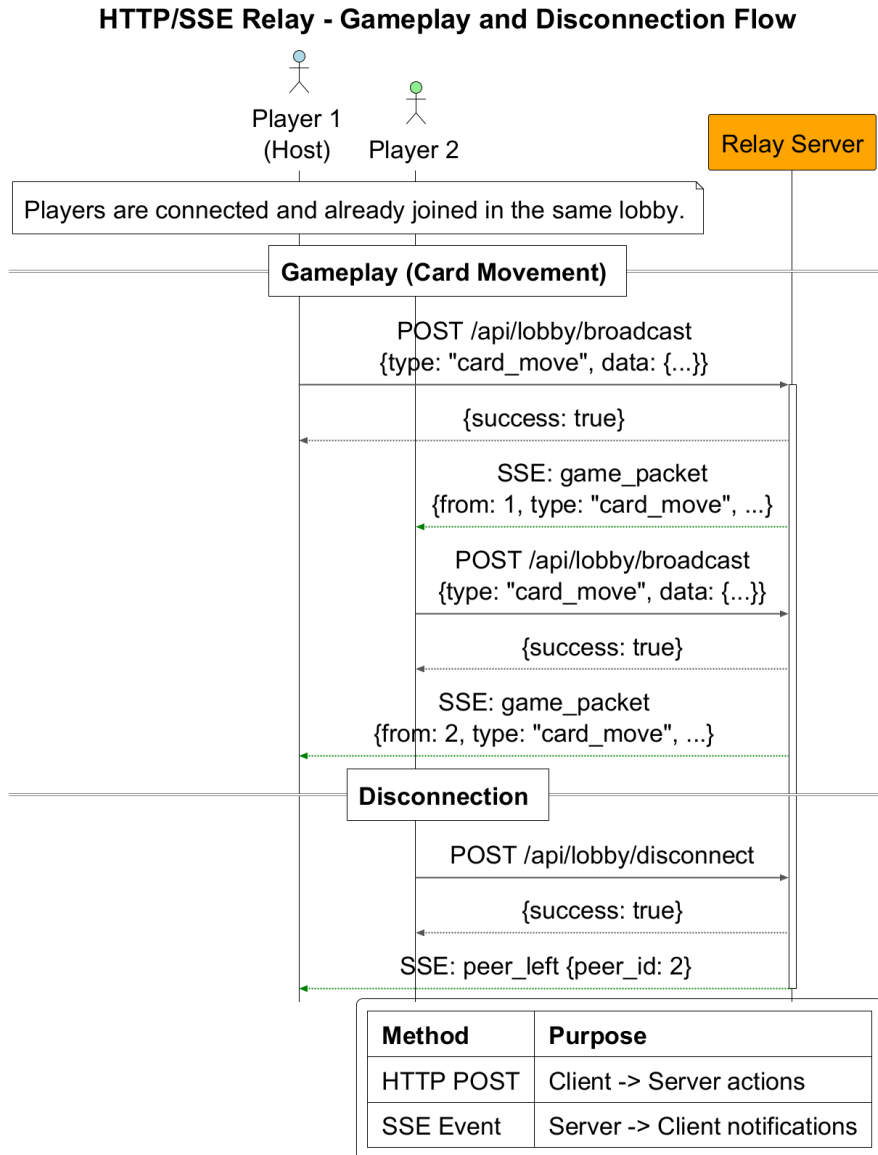 HTTP/SSE Relay - Gameplay and Disconnection Flow
Player 1
(Host)
Player 2
Relay Server
Players are connected and already joined in the same lobby.
Gameplay (Card Movement)
POST /api/lobby/broadcast
{type: "card_move", data: {...}}
{success: true}
SSE: game_packet
{from: 1, type: "card_move", ...}
POST /api/lobby/broadcast
{type: "card_move", data: {...}}
{success: true}
SSE: game_packet
{from: 2, type: "card_move", ...}
Disconnection
POST /api/lobby/disconnect
{success: true}
SSE: peer_left {peer_id: 2}
Method Purpose
HTTP POST Client -> Server actions
SSE Event Server -> Client notifications